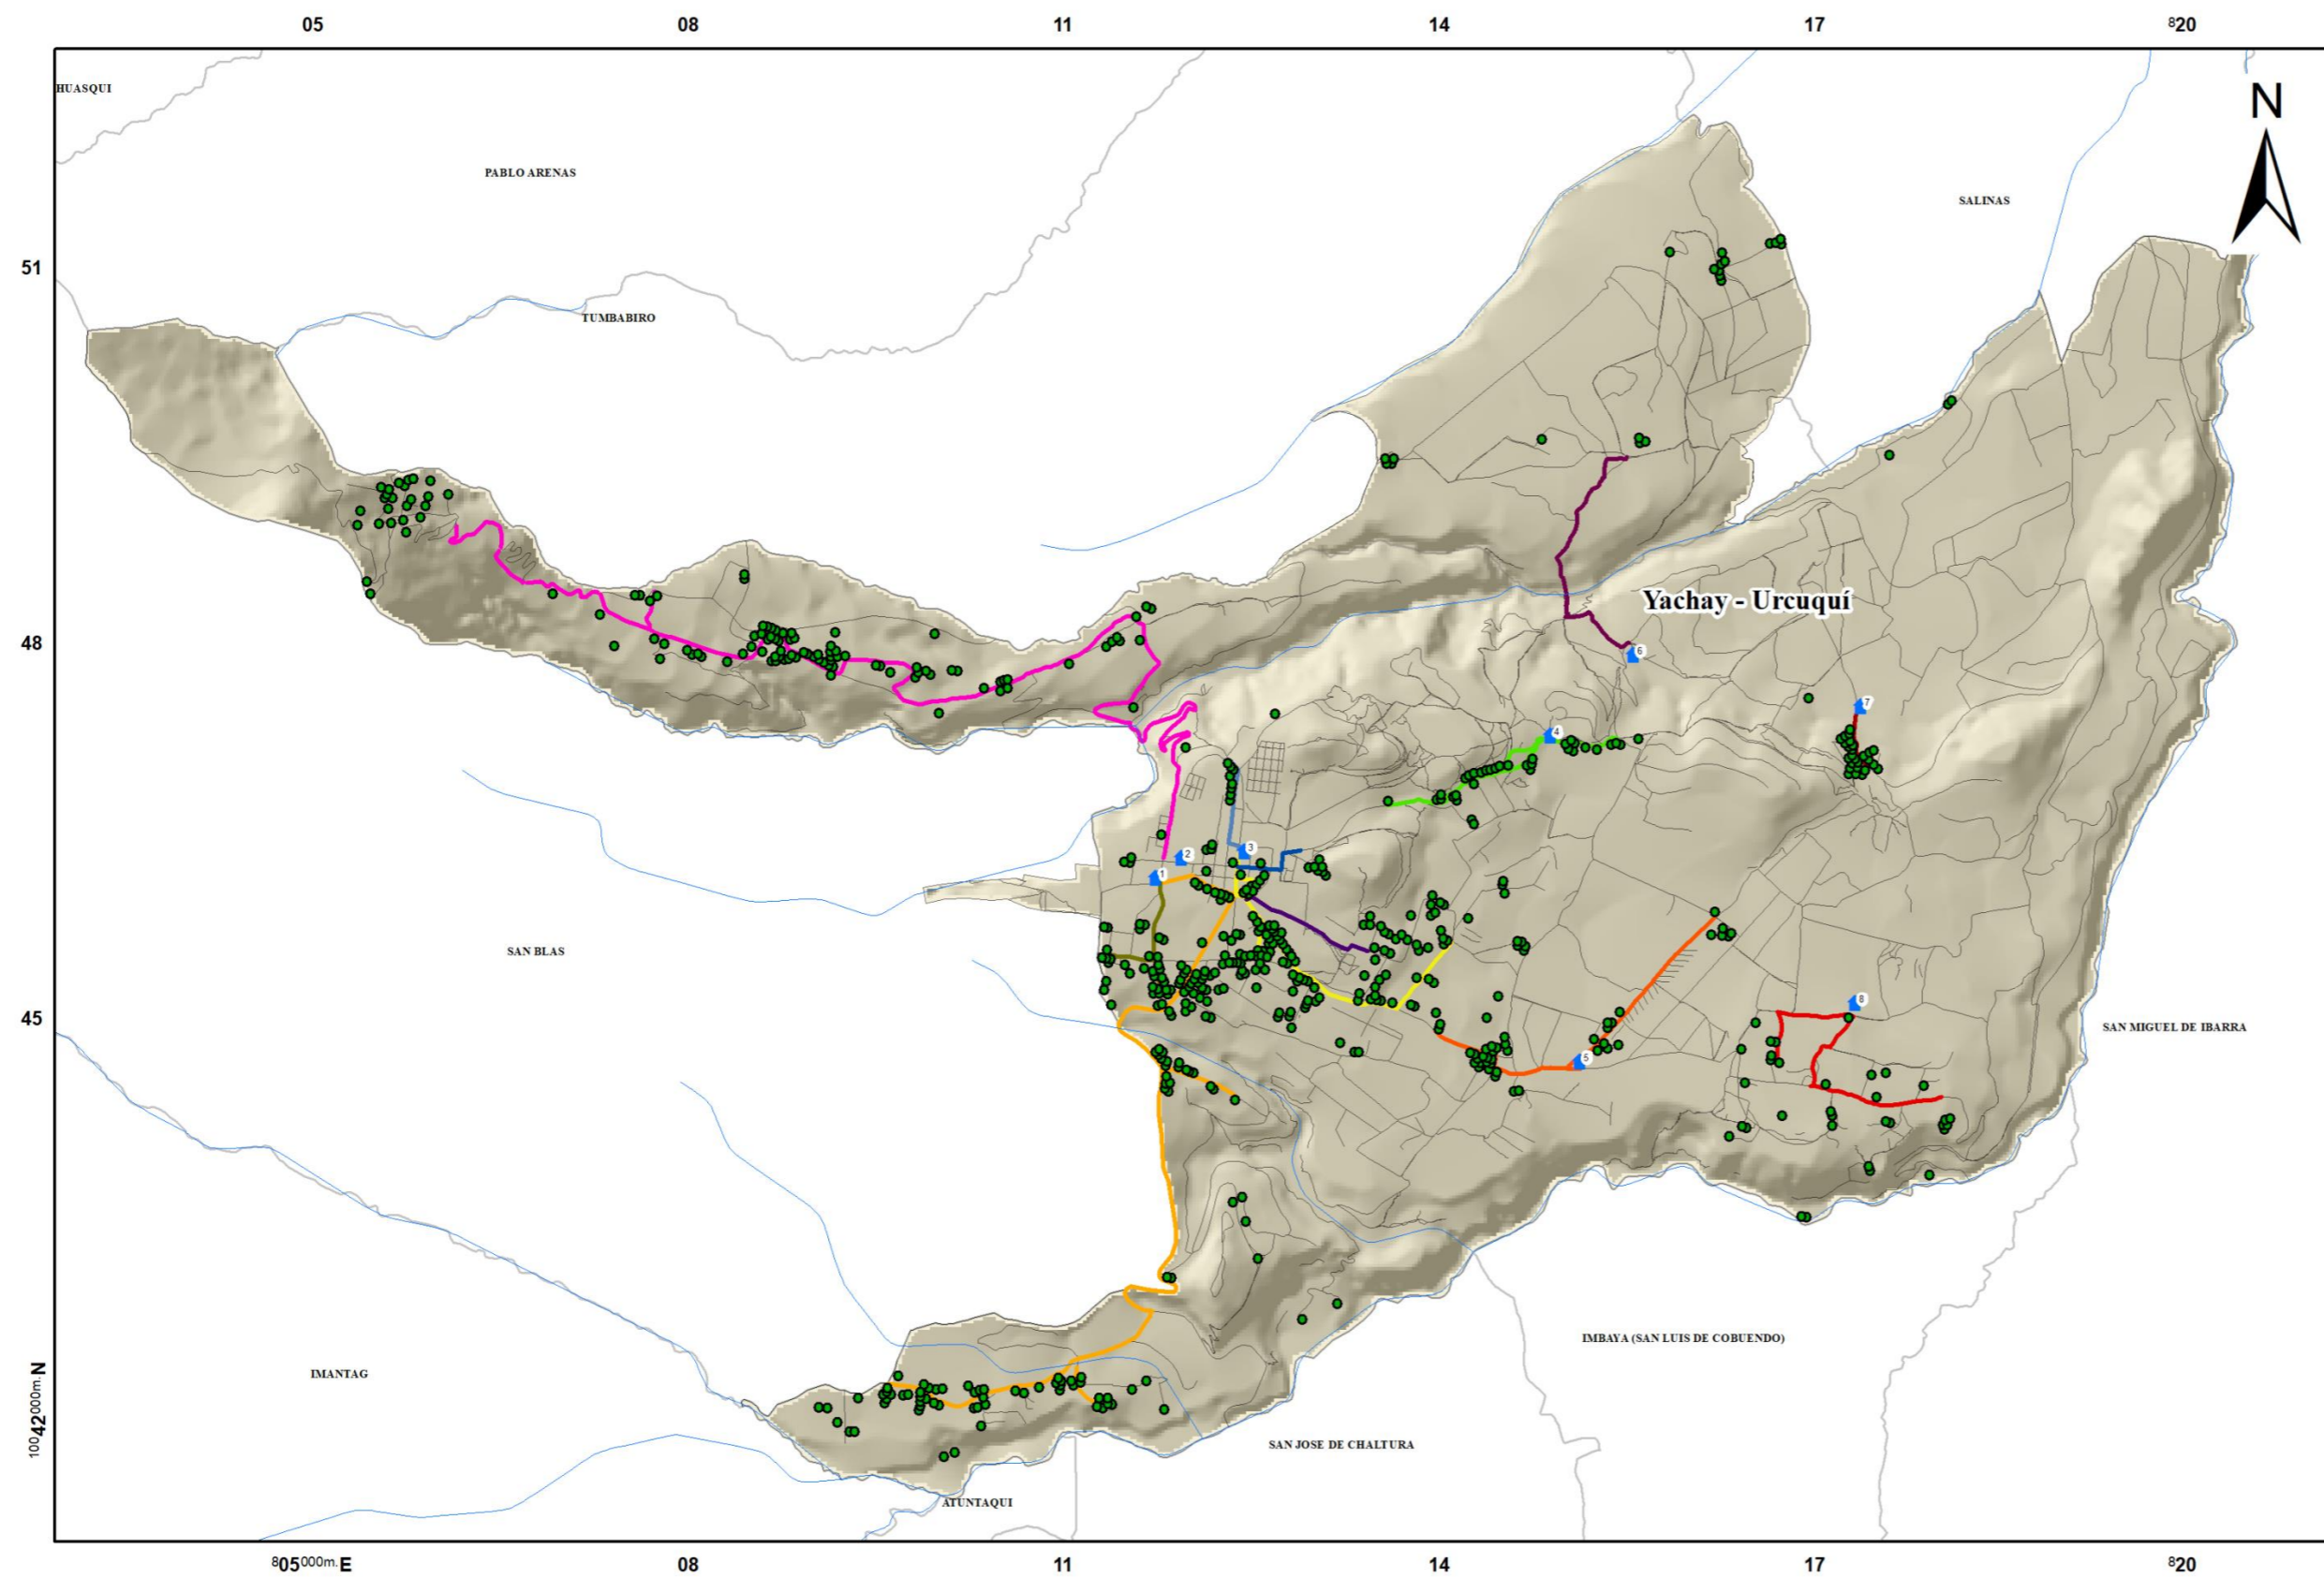 05 08 11 14 17 ⁸20
HUASQUI
N
PABLO ARENAS
SALINAS
51
TUMBABIRO
Yachay - Urcuquí
48
6
7
4
2
3
1
SAN BLAS
8
45
SAN MIGUEL DE IBARRA
5
IMBAYA (SAN LUIS DE COBUENDO)
IMANTAG
¹⁰⁰42⁰⁰⁰ᵐ·N
SAN JOSE DE CHALTURA
ATUNTAQUI
⁸05⁰⁰⁰ᵐ·E 08 11 14 17 ⁸20